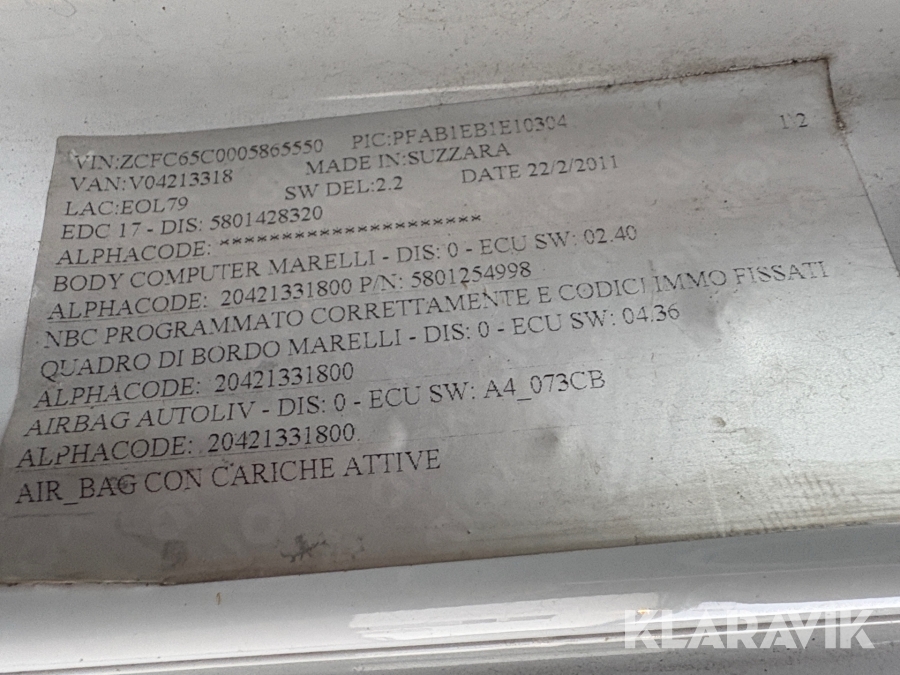 VIN:ZCFC65C0005865550 PIC:PFAB1EB1E10304 1\2
VAN:V04213318 MADE IN:SUZZARA
LAC:EOL79 SW DEL:2.2 DATE 22/2/2011
EDC 17 - DIS: 5801428320
ALPHACODE: *********************
BODY COMPUTER MARELLI - DIS: 0 - ECU SW: 02.40
ALPHACODE: 20421331800 P/N: 5801254998
NBC PROGRAMMATO CORRETTAMENTE E CODICI IMMO FISSATI
QUADRO DI BORDO MARELLI - DIS: 0 - ECU SW: 04.36
ALPHACODE: 20421331800
AIRBAG AUTOLIV - DIS: 0 - ECU SW: A4_073CB
ALPHACODE: 20421331800
AIR_BAG CON CARICHE ATTIVE
KLARAVIK